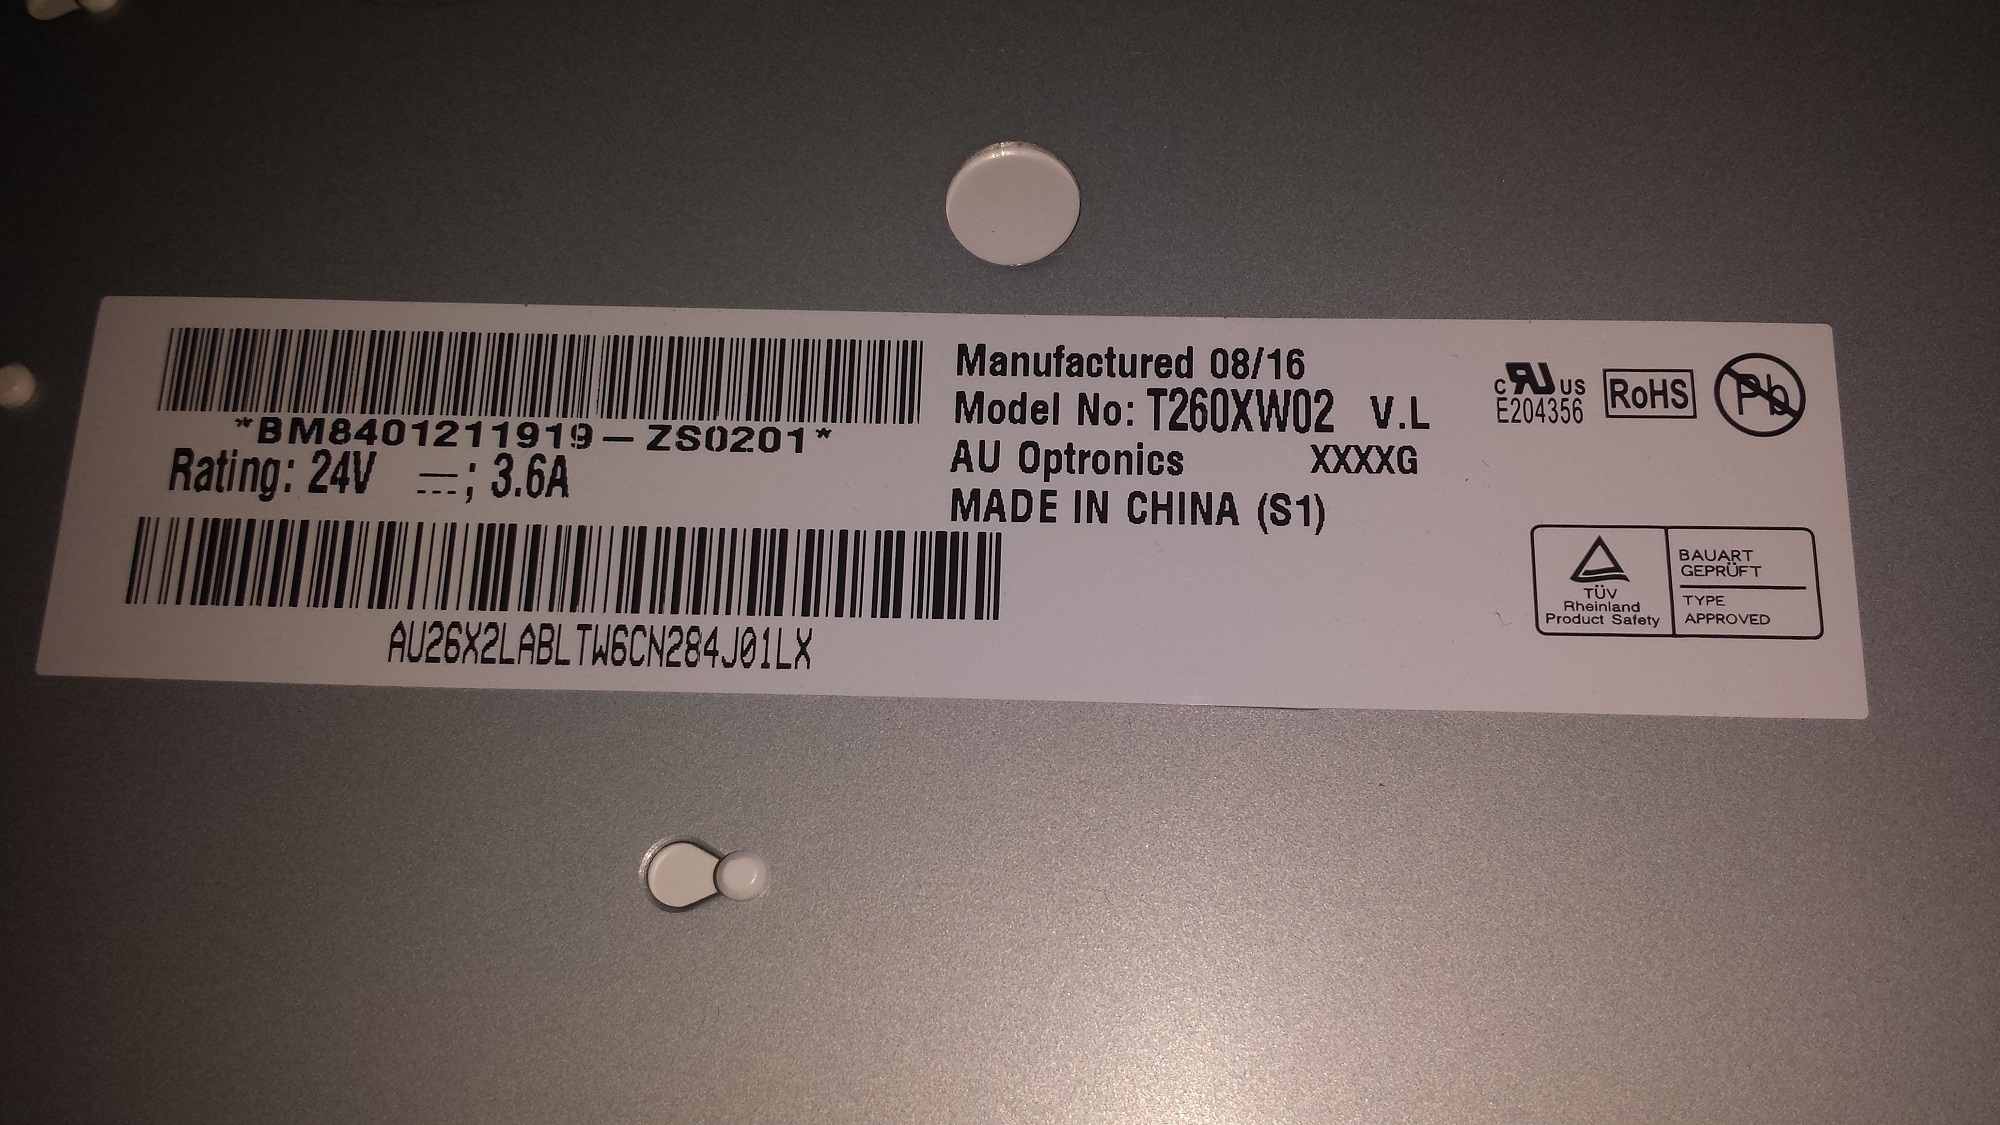 *BM8401211919-ZS0201*
Rating: 24V ⎓; 3.6A
AU26X2LABLTW6CN284J01LX
Manufactured 08/16
Model No: T260XW02 V.L
AU Optronics XXXXG
MADE IN CHINA (S1)
c RU US
E204356
RoHS
Pb
TÜV
Rheinland
Product Safety
BAUART
GEPRÜFT
TYPE
APPROVED